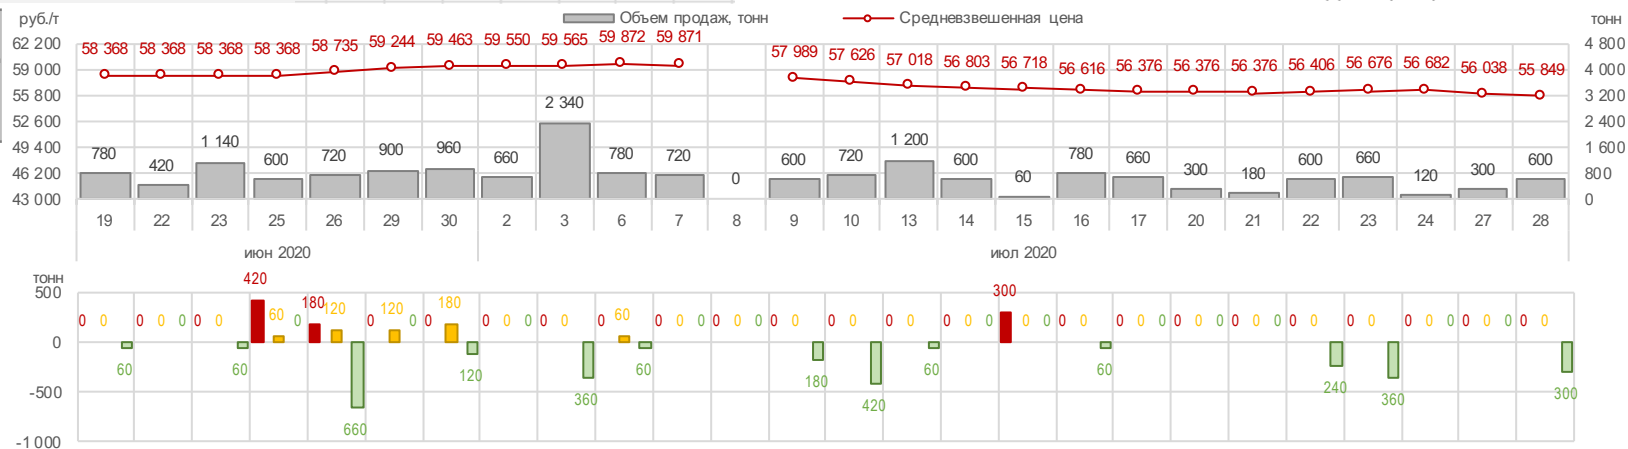 руб./т
Объем продаж, тонн
Средневзвешенная цена
тонн
62 200
58 368 58 368 58 368 58 368 58 735 59 244 59 463 59 550 59 565 59 872 59 871 57 989 57 626 57 018 56 803 56 718 56 616 56 376 56 376 56 376 56 406 56 676 56 682 56 038 55 849
4 800
59 000
4 000
55 800
3 200
52 600
2 400
49 400
1 600
46 200
800
43 000
0
780 420 1 140 600 720 900 960 660 2 340 780 720 0 600 720 1 200 600 60 780 660 300 180 600 660 120 300 600
19 22 23 25 26 29 30 2 3 6 7 8 9 10 13 14 15 16 17 20 21 22 23 24 27 28
июн 2020
июл 2020
тонн
500
0
-500
-1 000
420 180 300
60 120 120 180 60
0 0 0 0 0 0 0 0 0 0 0 0 0 0 0 0 0 0 0 0 0 0 0 0 0 0 0 0 0 0 0 0 0 0 0 0 0 0 0 0 0 0 0 0 0 0 0 0 0 0 0 0 0 0 0 0 0
60 60 660 120 360 60 180 420 60 60 240 360 300